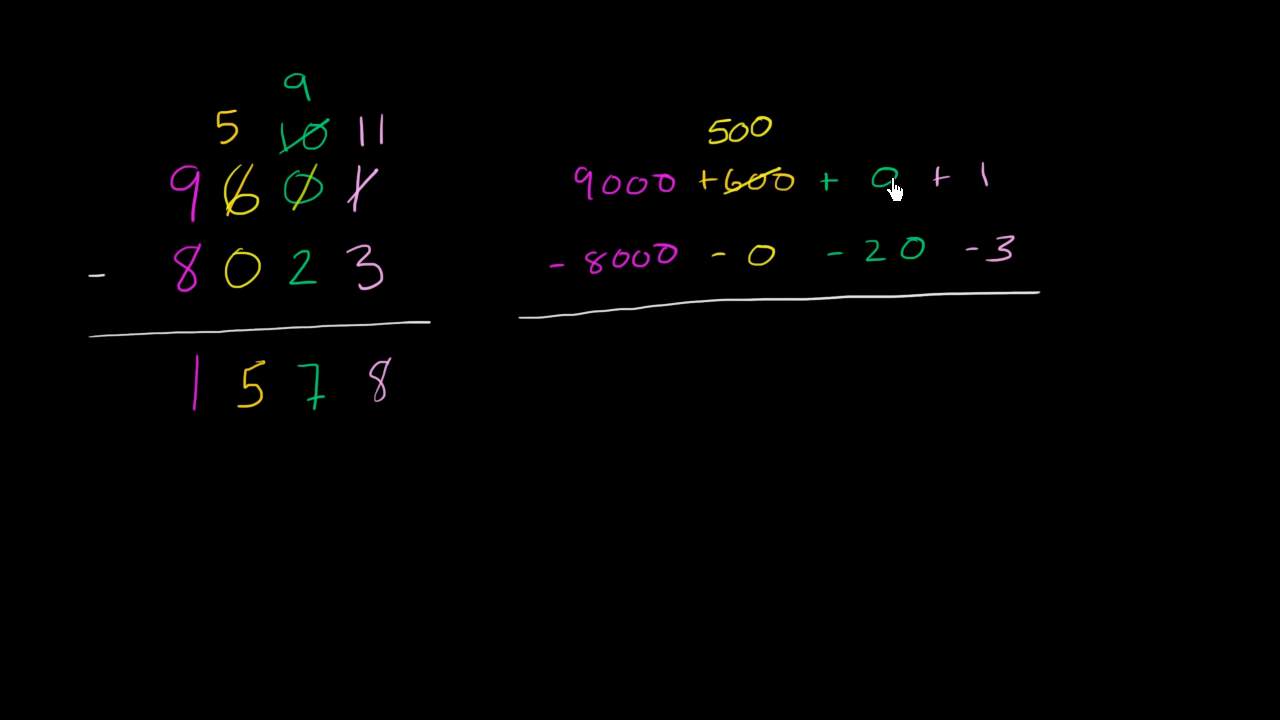 9
5 10 11
9 6 0 1
- 8 0 2 3
1 5 7 8
500
9000 + 600 + 0 + 1
- 8000 - 0 - 20 - 3